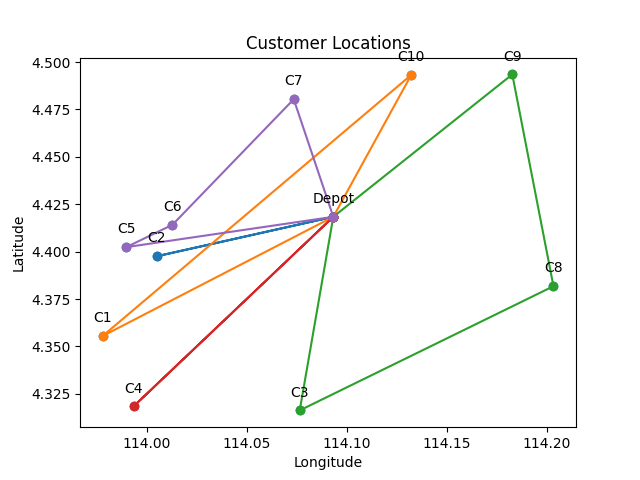 Customer Locations
C10
C9
C7
Depot
C6
C5
C2
C8
C1
C4
C3
4.500
4.475
4.450
4.425
4.400
4.375
4.350
4.325
Latitude
114.00
114.05
114.10
114.15
114.20
Longitude